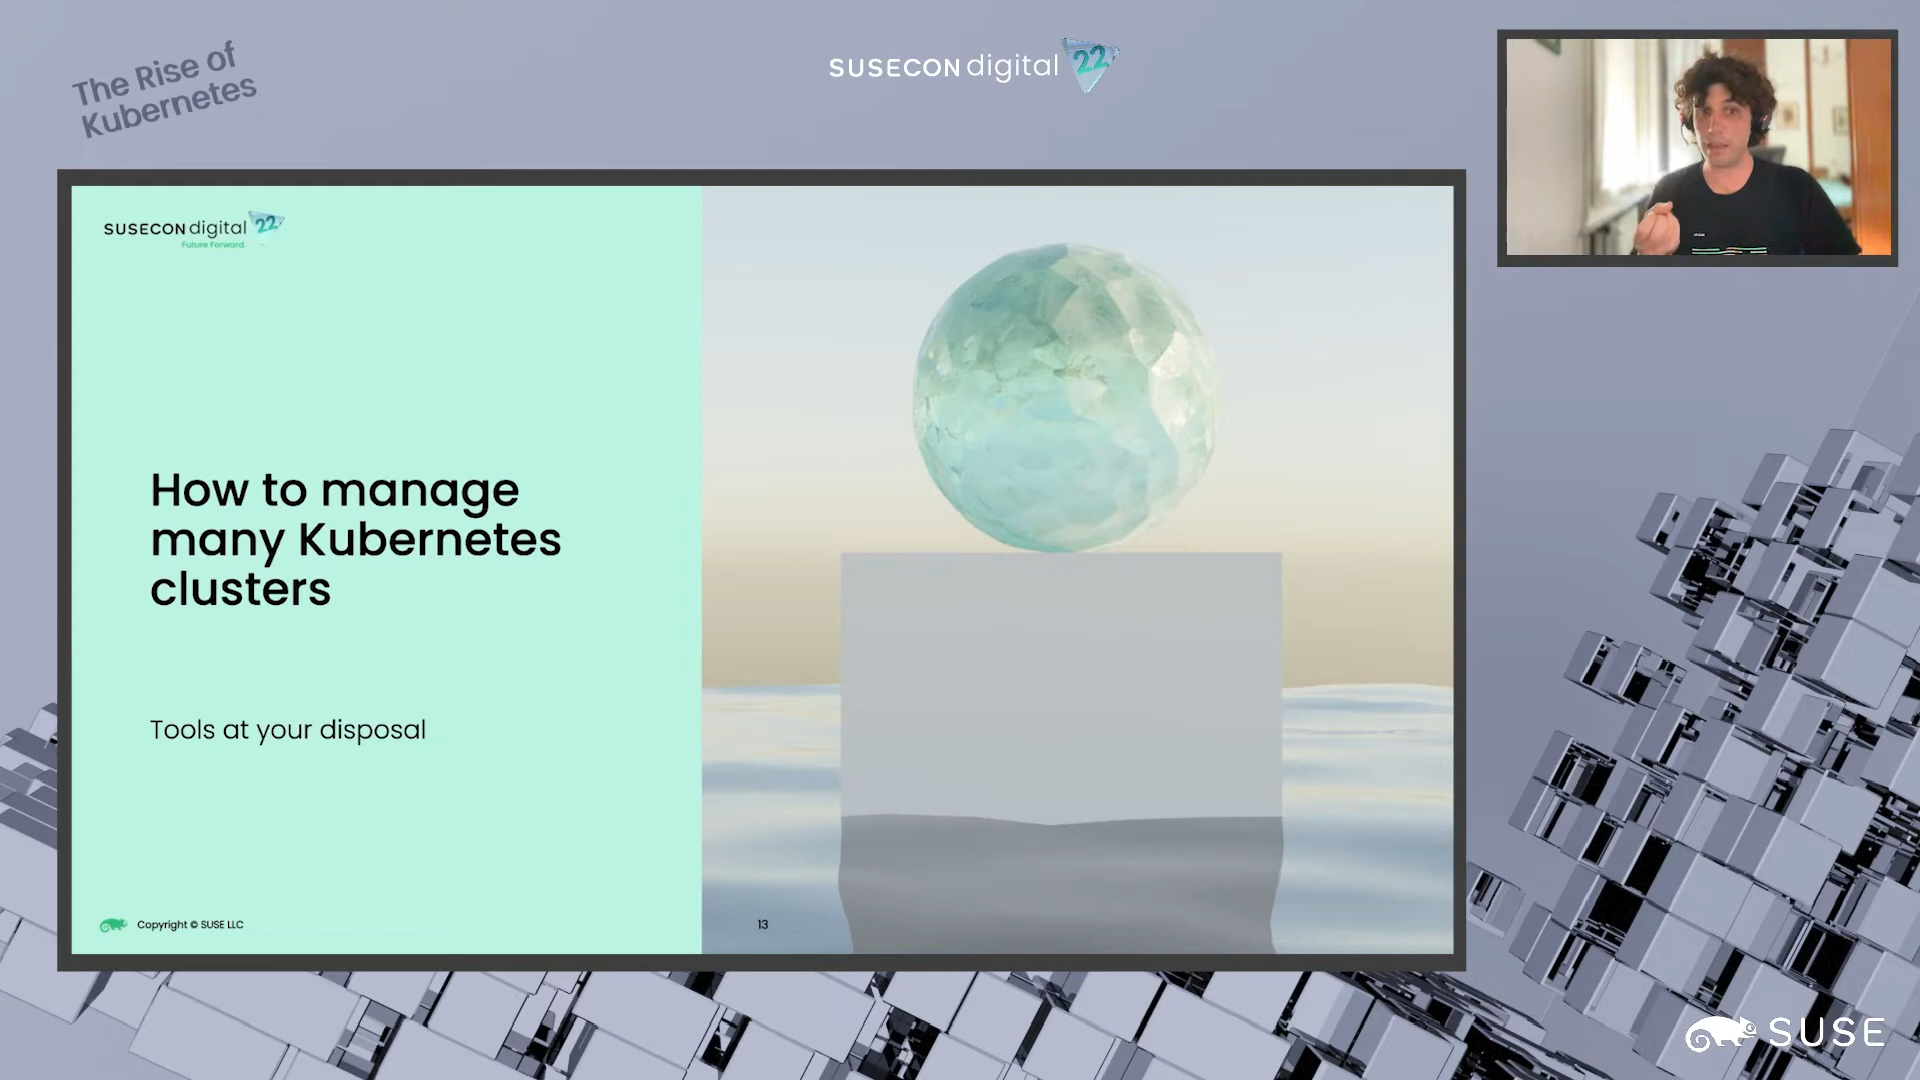 The Rise of
Kubernetes
SUSECON digital 22
SUSECON digital 22
Future Forward.
How to manage
many Kubernetes
clusters
Tools at your disposal
Copyright © SUSE LLC
13
SUSE